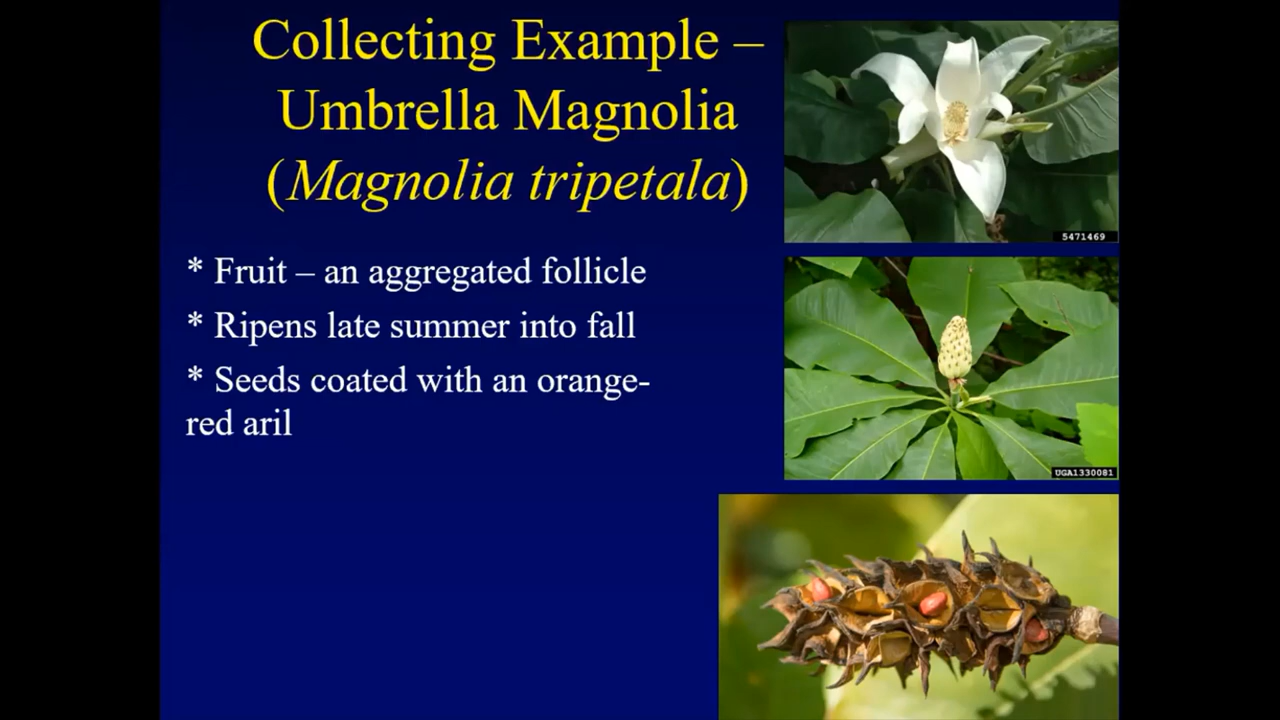 Collecting Example –
Umbrella Magnolia
(Magnolia tripetala)
* Fruit – an aggregated follicle
* Ripens late summer into fall
* Seeds coated with an orange-
red aril
5471469
UGA1330081